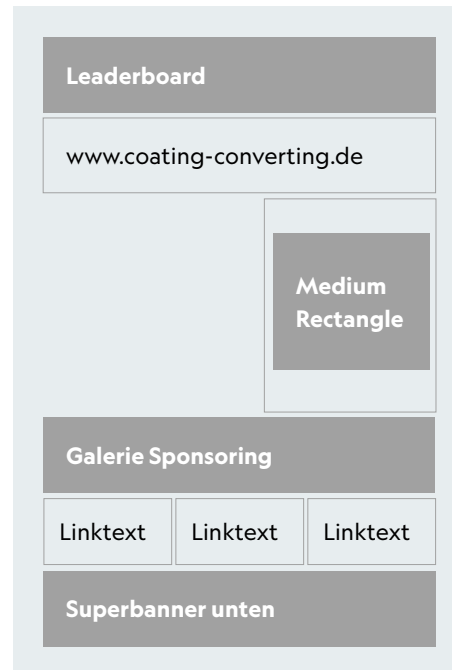 Leaderboard
www.coating-converting.de
Medium
Rectangle
Galerie Sponsoring
Linktext Linktext Linktext
Superbanner unten